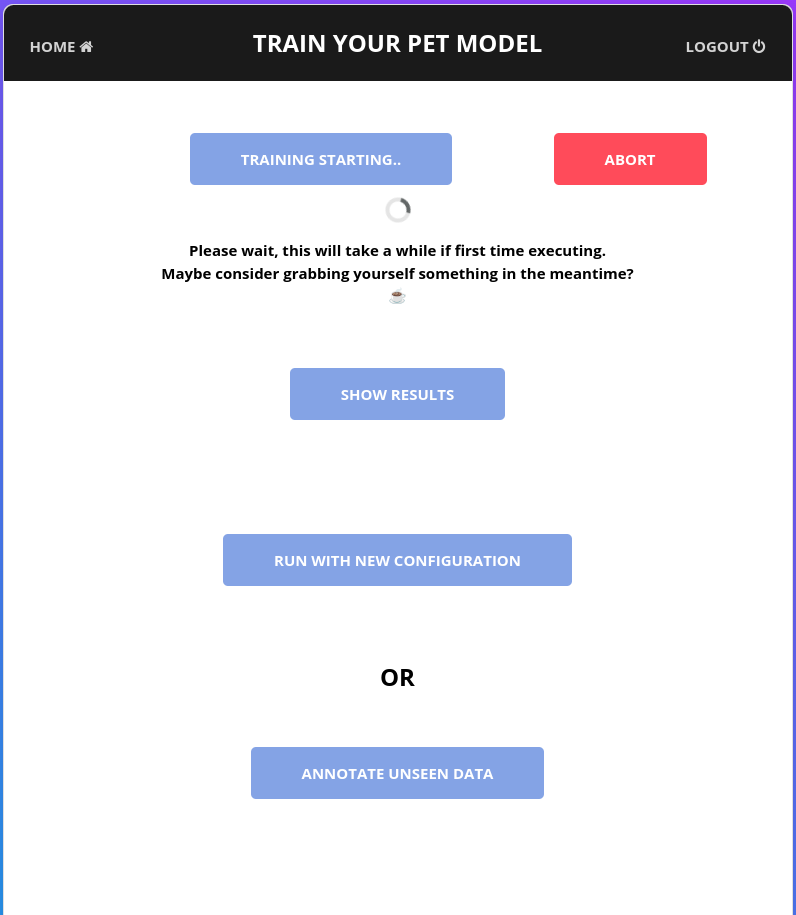 HOME
TRAIN YOUR PET MODEL
LOGOUT
TRAINING STARTING..
ABORT
Please wait, this will take a while if first time executing.
Maybe consider grabbing yourself something in the meantime?
☕
SHOW RESULTS
RUN WITH NEW CONFIGURATION
OR
ANNOTATE UNSEEN DATA